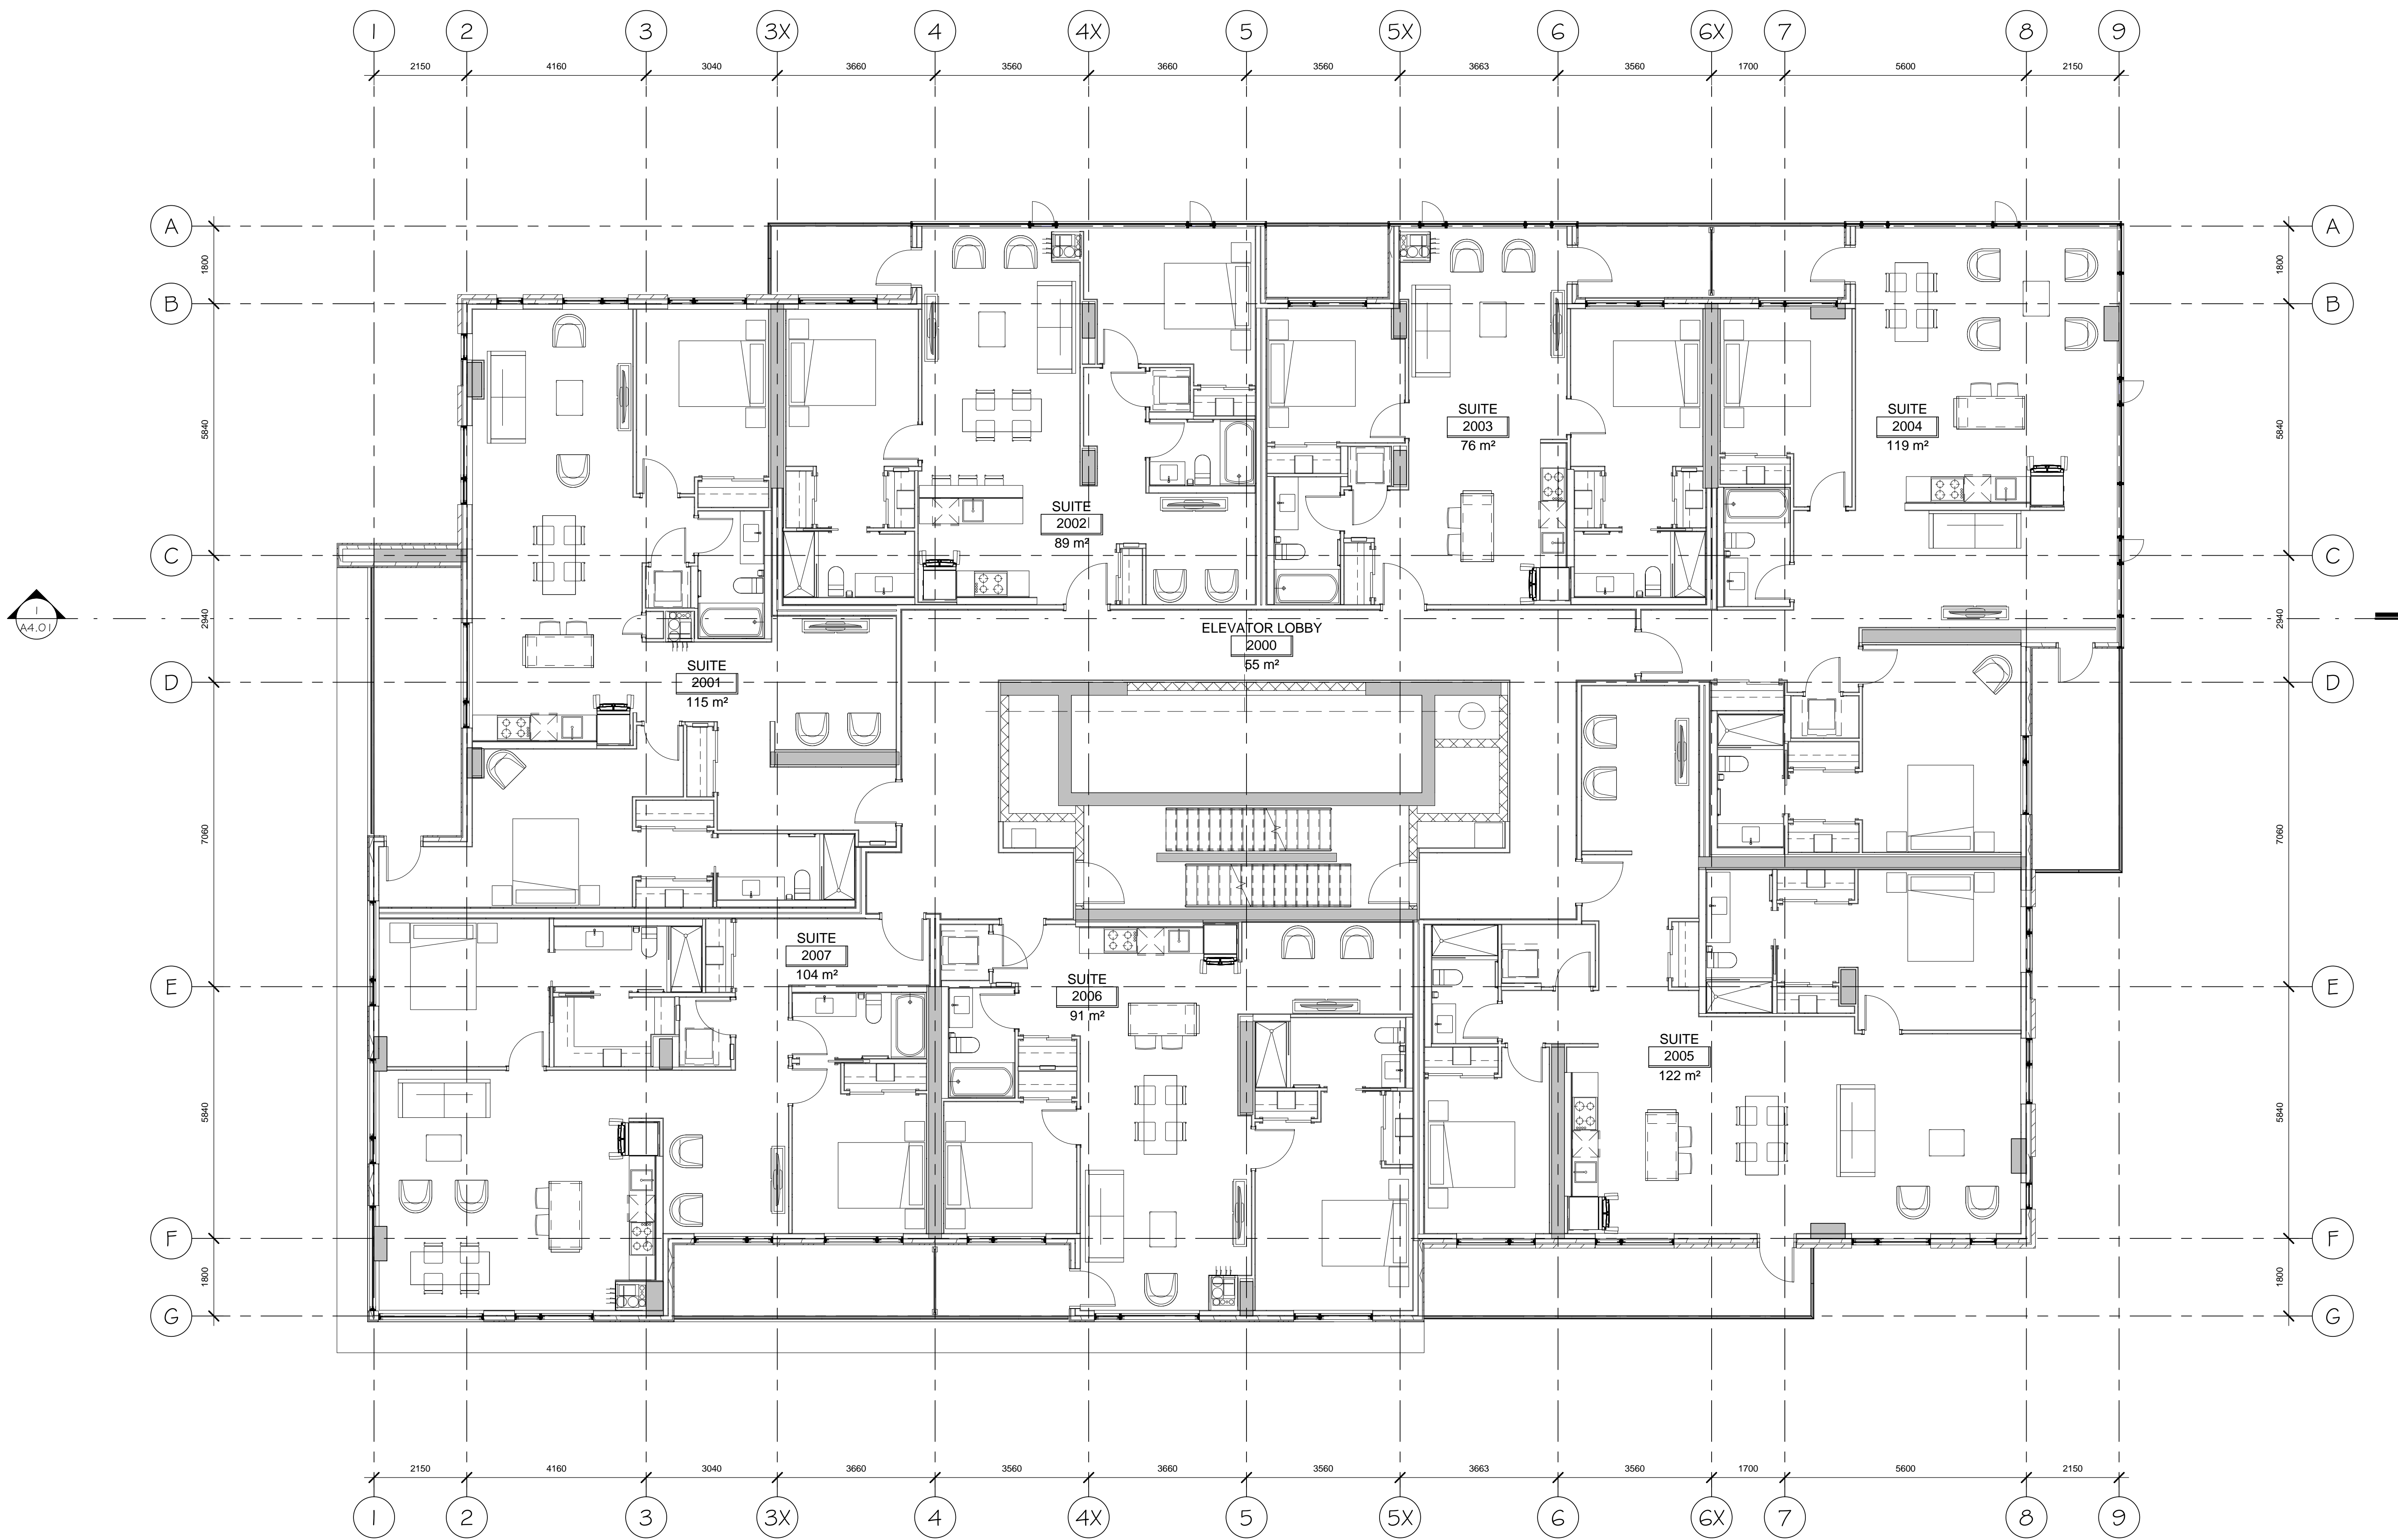 1 2 3 3X 4 4X 5 5X 6 6X 7 8 9
2150 4160 3040 3660 3560 3660 3560 3663 3560 1700 5600 2150
A A
1800 1800
B B
5840 5840
SUITE
2003
76 m²
SUITE
2004
119 m²
SUITE
2002
89 m²
C C
1
A4.01
2940 2940
ELEVATOR LOBBY
2000
55 m²
SUITE
2001
115 m²
D D
7060 7060
SUITE
2007
104 m²
SUITE
2006
91 m²
E E
SUITE
2005
122 m²
5840 5840
F F
1800 1800
G G
2150 4160 3040 3660 3560 3660 3560 3663 3560 1700 5600 2150
1 2 3 3X 4 4X 5 5X 6 6X 7 8 9